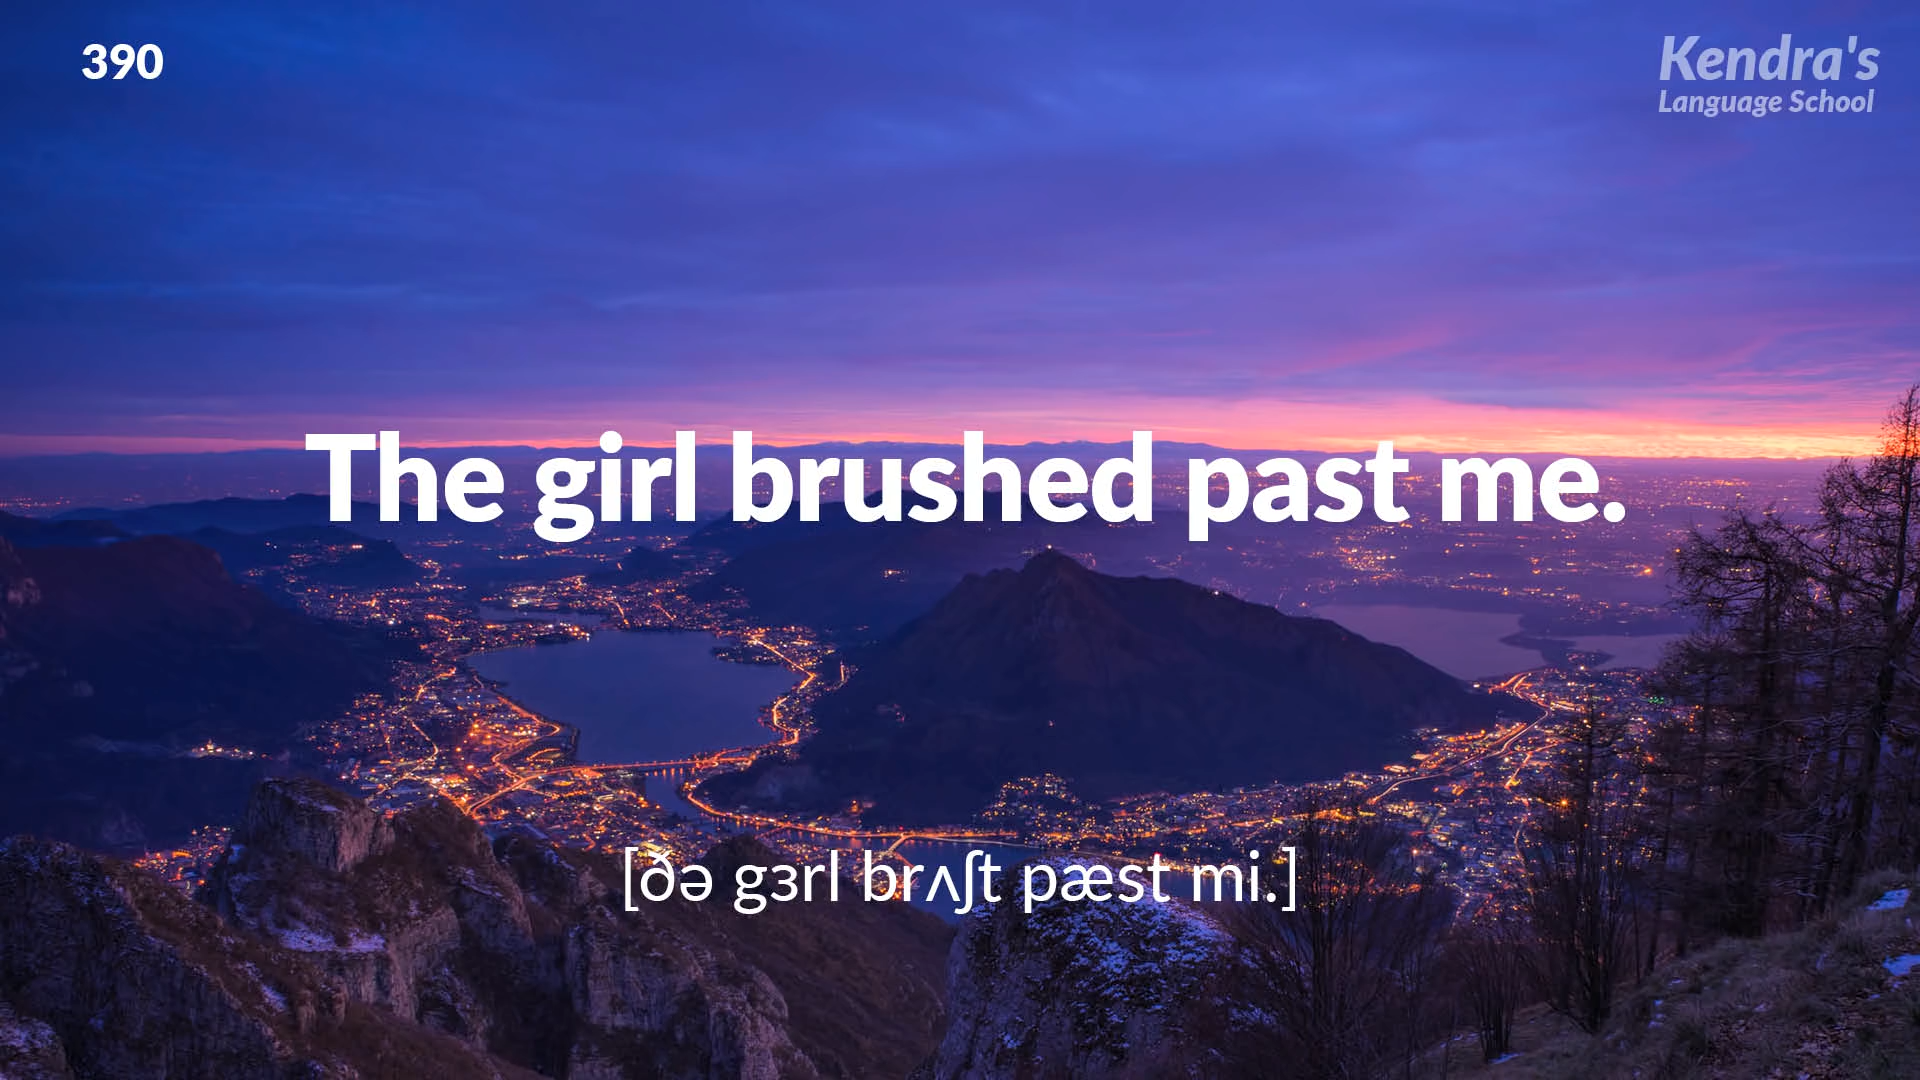 390
Kendra's
Language School
The girl brushed past me.
[ðə gɜrl brʌʃt pæst mi.]